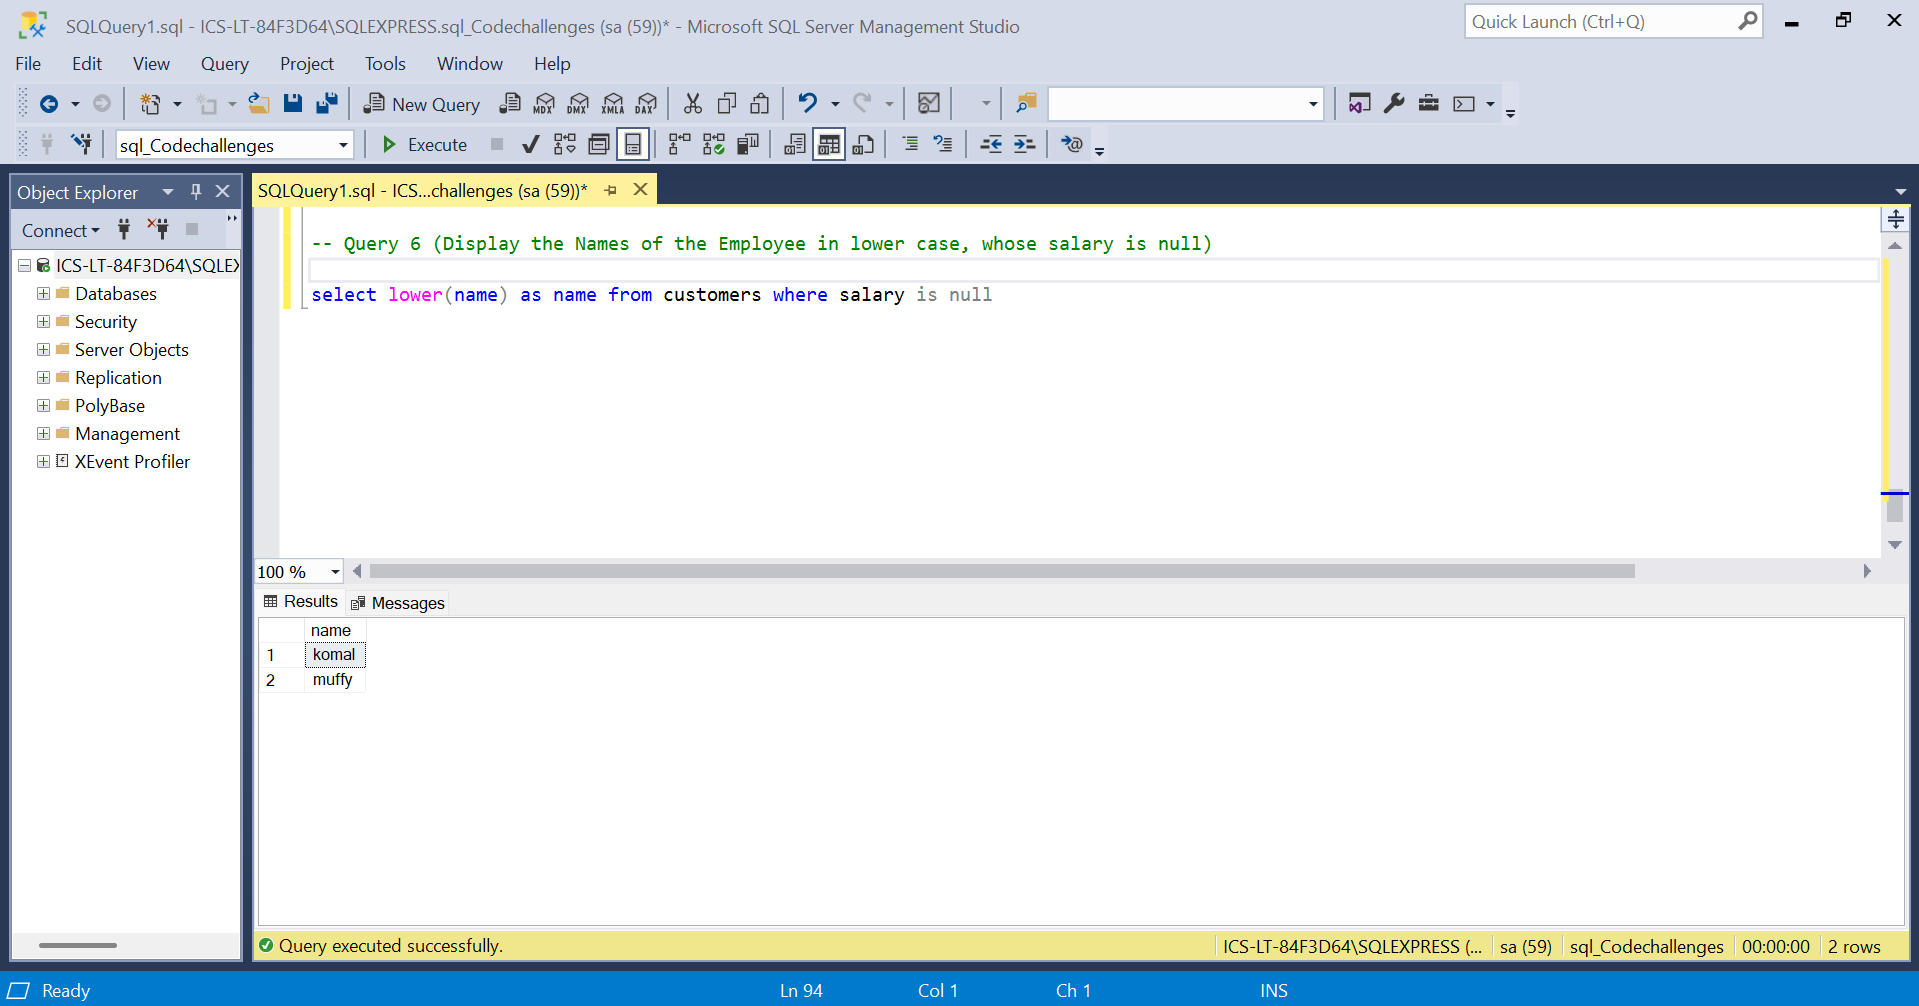 SQLQuery1.sql - ICS-LT-84F3D64\SQLEXPRESS.sql_Codechallenges (sa (59))* - Microsoft SQL Server Management Studio
Quick Launch (Ctrl+Q)
File Edit View Query Project Tools Window Help
New Query MDX DMX XMLA DAX
sql_Codechallenges Execute
Object Explorer
SQLQuery1.sql - ICS...challenges (sa (59))*
Connect
ICS-LT-84F3D64\SQLEX
Databases
Security
Server Objects
Replication
PolyBase
Management
XEvent Profiler
-- Query 6 (Display the Names of the Employee in lower case, whose salary is null)
select lower(name) as name from customers where salary is null
100 %
Results Messages
name
1 komal
2 muffy
Query executed successfully.
ICS-LT-84F3D64\SQLEXPRESS (... sa (59) sql_Codechallenges 00:00:00 2 rows
Ready Ln 94 Col 1 Ch 1 INS